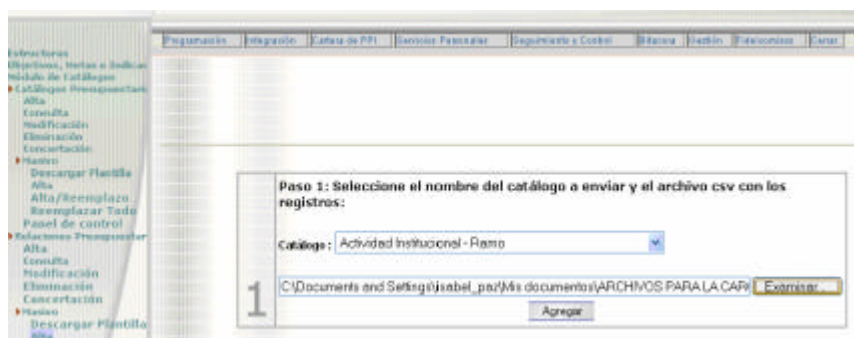 Programación Integración Cartera de PPI Servicios Personales Seguimiento y Control Bitácora Gestión Fideicomisos Cerrar
Estructuras
Objetivos, Metas e Indicac
Módulo de Catálogos
Catálogos Presupuestari
Alta
Consulta
Modificación
Eliminación
Concertación
Masivo
Descargar Plantilla
Alta
Alta/Reemplazo
Reemplazar Todo
Panel de control
Relaciones Presupuestar
Alta
Consulta
Modificación
Eliminación
Concertación
Masivo
Descargar Plantilla
Alta
Paso 1: Seleccione el nombre del catálogo a enviar y el archivo csv con los
registros:
Catálogo : Actividad Institucional - Ramo
1
C:\Documents and Settings\isabel_paz\Mis documentos\ARCHIVOS PARA LA CAR Examinar...
Agregar